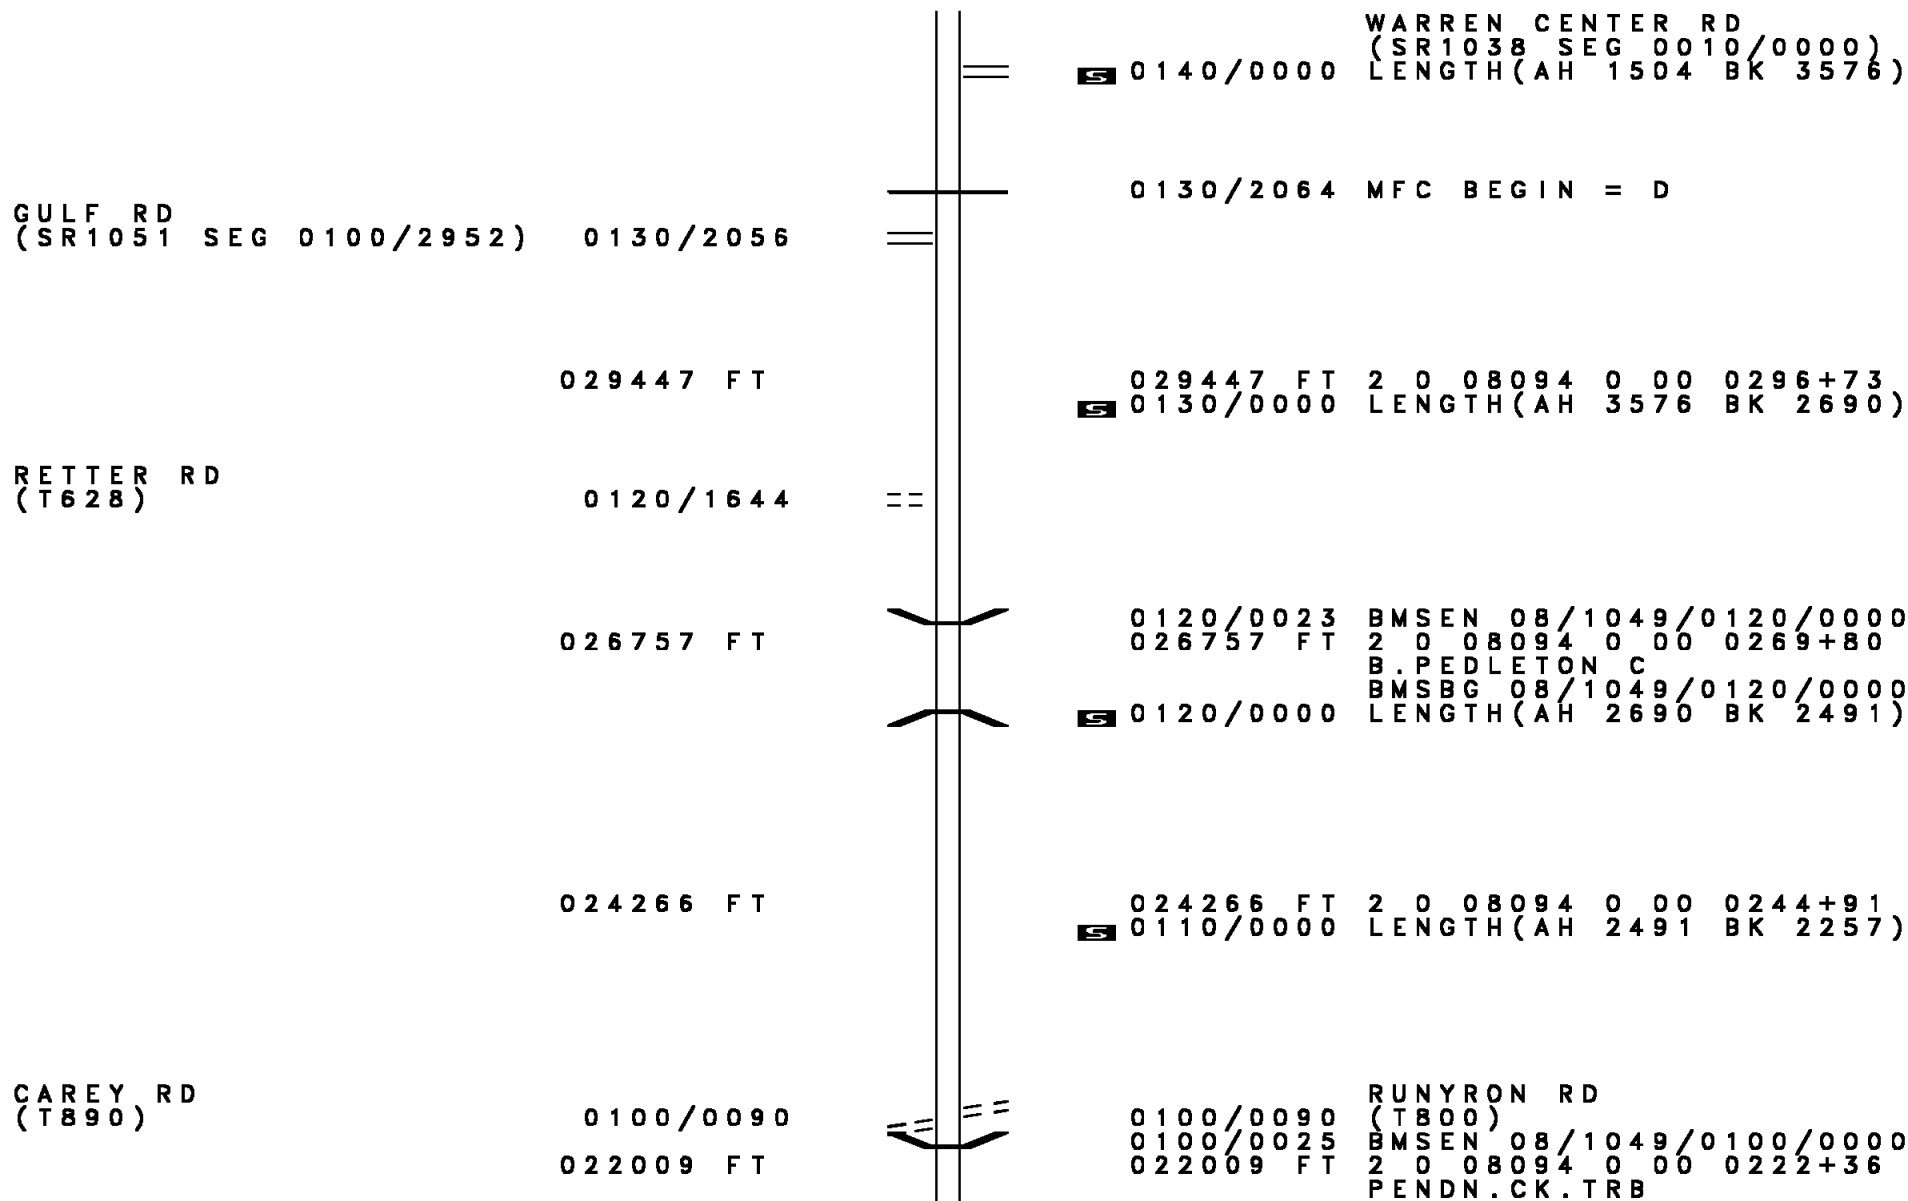 WARREN CENTER RD
(SR1038 SEG 0010/0000)
S 0140/0000 LENGTH(AH 1504 BK 3576)
0130/2064 MFC BEGIN = D
GULF RD
(SR1051 SEG 0100/2952) 0130/2056
029447 FT 029447 FT 2 0 08094 0 00 0296+73
S 0130/0000 LENGTH(AH 3576 BK 2690)
RETTER RD
(T628) 0120/1644
0120/0023 BMSEN 08/1049/0120/0000
026757 FT 026757 FT 2 0 08094 0 00 0269+80
B.PEDLETON C
BMSBG 08/1049/0120/0000
S 0120/0000 LENGTH(AH 2690 BK 2491)
024266 FT 024266 FT 2 0 08094 0 00 0244+91
S 0110/0000 LENGTH(AH 2491 BK 2257)
CAREY RD RUNYRON RD
(T890) 0100/0090 0100/0090 (T800)
0100/0025 BMSEN 08/1049/0100/0000
022009 FT 022009 FT 2 0 08094 0 00 0222+36
PENDN.CK.TRB